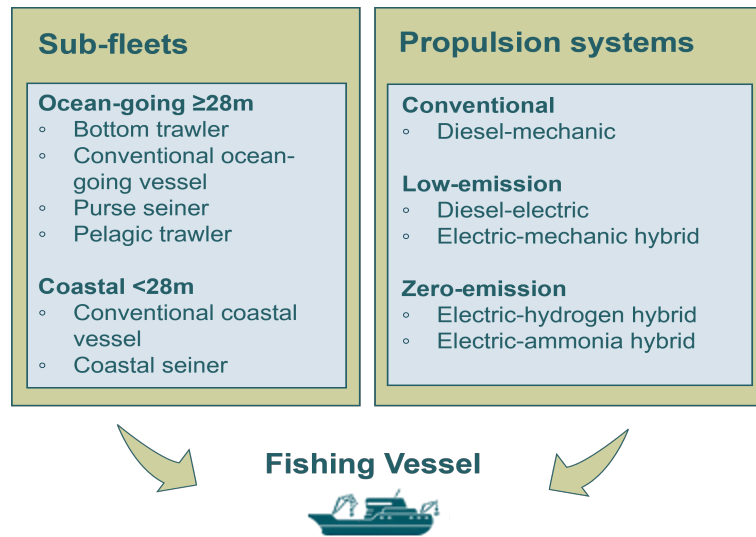 Sub-fleets
Ocean-going ≥28m
◦ Bottom trawler
◦ Conventional ocean-
going vessel
◦ Purse seiner
◦ Pelagic trawler
Coastal <28m
◦ Conventional coastal
vessel
◦ Coastal seiner
Propulsion systems
Conventional
◦ Diesel-mechanic
Low-emission
◦ Diesel-electric
◦ Electric-mechanic hybrid
Zero-emission
◦ Electric-hydrogen hybrid
◦ Electric-ammonia hybrid
Fishing Vessel